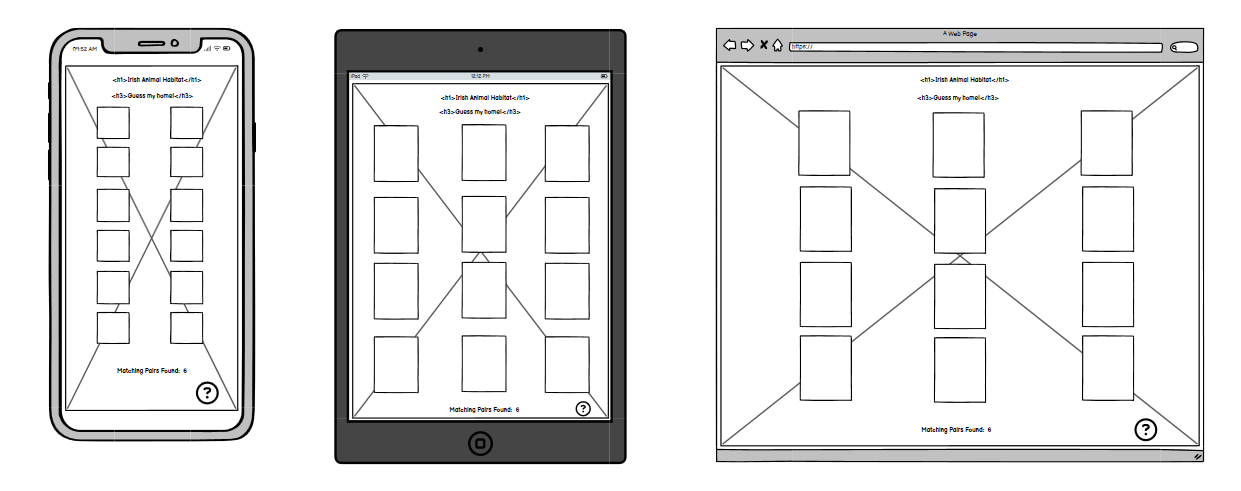 09:52 AM
<h1>Irish Animal Habitat</h1>
<h3>Guess my home!</h3>
Matching Pairs Found: 6
?
iPad
12:12 PM
<h1>Irish Animal Habitat</h1>
<h3>Guess my home!</h3>
Matching Pairs Found: 6
?
A Web Page
https://
<h1>Irish Animal Habitat</h1>
<h3>Guess my home!</h3>
Matching Pairs Found: 6
?